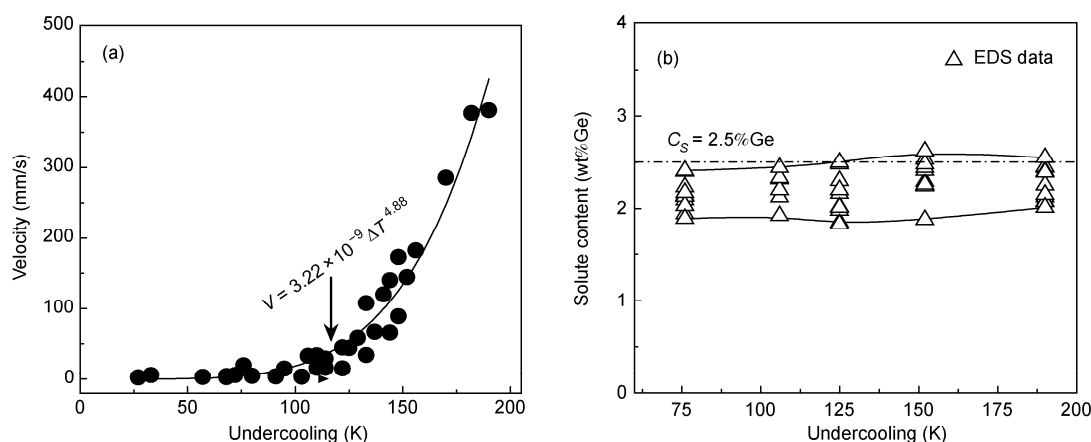 (a)
500
400
300
200
100
0
Velocity (mm/s)
V = 3.22 × 10⁻⁹ ΔT⁴·⁸⁸
0 50 100 150 200
Undercooling (K)
(b)
△ EDS data
4
3
2
1
0
Solute content (wt%Ge)
C_S = 2.5%Ge
75 100 125 150 175 200
Undercooling (K)